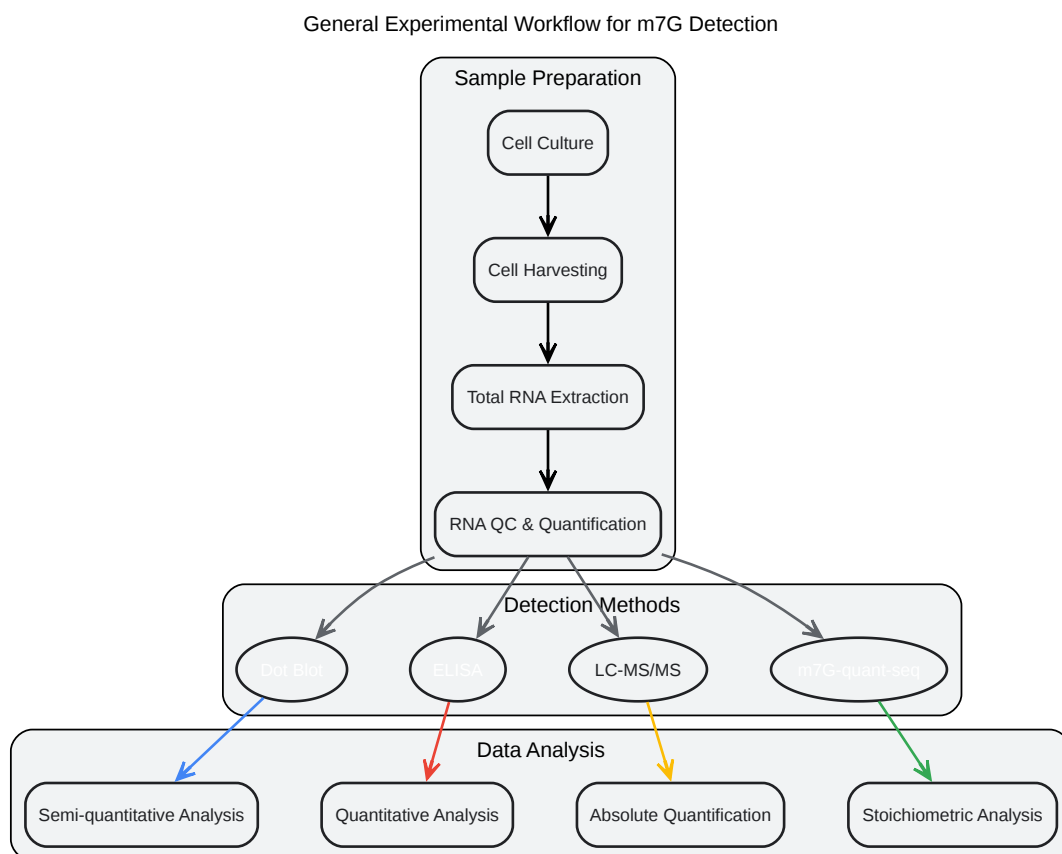 General Experimental Workflow for m7G Detection
Sample Preparation
Cell Culture
Cell Harvesting
Total RNA Extraction
RNA QC & Quantification
Detection Methods
Dot Blot
ELISA
LC-MS/MS
m7G-quant-seq
Data Analysis
Semi-quantitative Analysis
Quantitative Analysis
Absolute Quantification
Stoichiometric Analysis